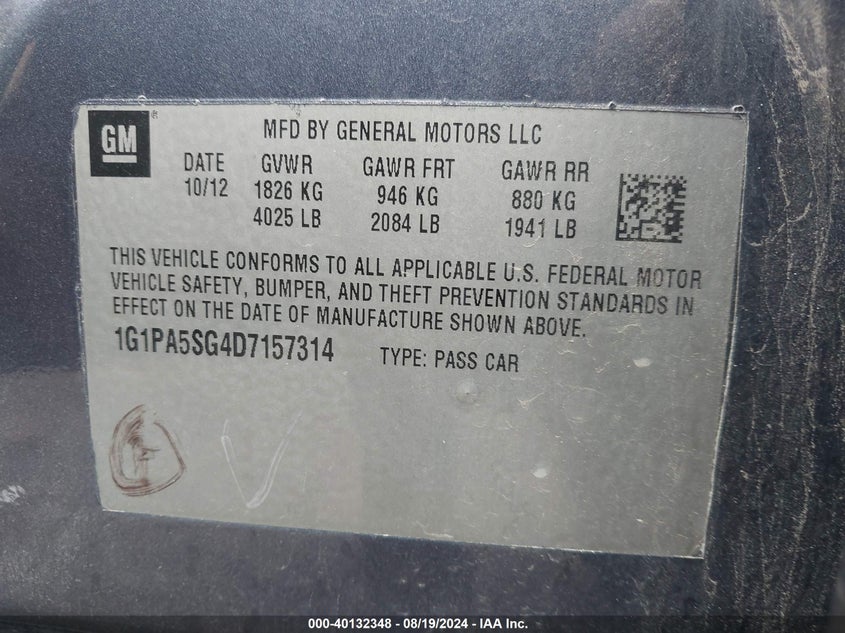 GM
MFD BY GENERAL MOTORS LLC
DATE GVWR GAWR FRT GAWR RR
10/12 1826 KG 946 KG 880 KG
4025 LB 2084 LB 1941 LB
THIS VEHICLE CONFORMS TO ALL APPLICABLE U.S. FEDERAL MOTOR
VEHICLE SAFETY, BUMPER, AND THEFT PREVENTION STANDARDS IN
EFFECT ON THE DATE OF MANUFACTURE SHOWN ABOVE.
1G1PA5SG4D7157314 TYPE: PASS CAR
V
000-40132348 - 08/19/2024 - IAA Inc.